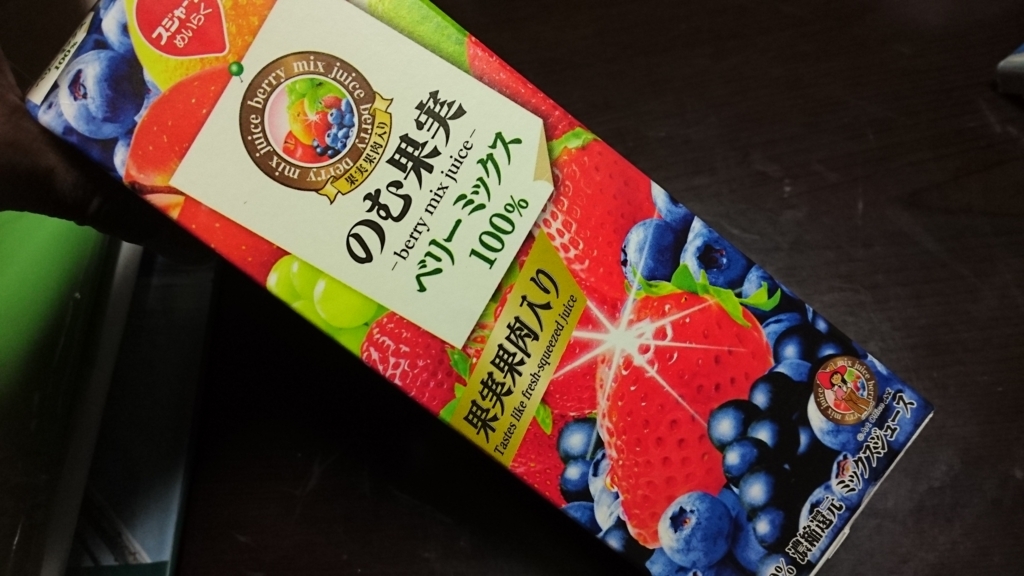 スジャータ
めいらく
berry mix juice berry mix juice berry
果実果肉入り
のむ果実
- berry mix juice -
ベリーミックス
100%
果実果肉入り
Tastes like fresh-squeezed juice
% 濃縮還元 ミックスジュース